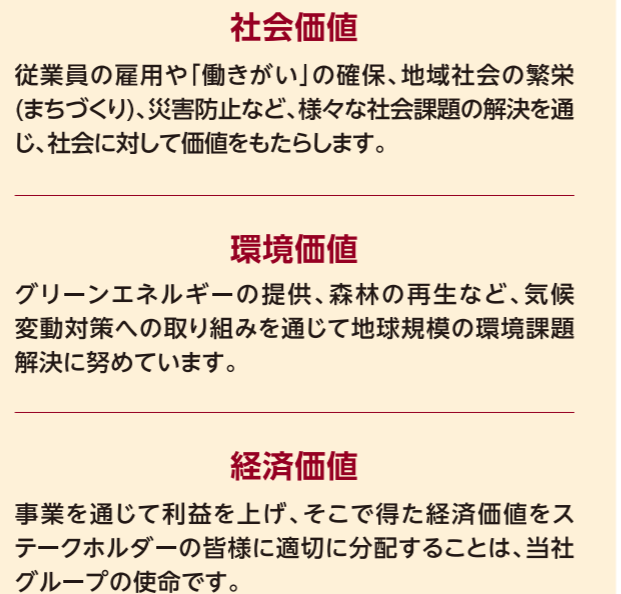 社会価値
従業員の雇用や「働きがい」の確保、地域社会の繁栄
(まちづくり)、災害防止など、様々な社会課題の解決を通
じ、社会に対して価値をもたらします。
環境価値
グリーンエネルギーの提供、森林の再生など、気候
変動対策への取り組みを通じて地球規模の環境課題
解決に努めています。
経済価値
事業を通じて利益を上げ、そこで得た経済価値をス
テークホルダーの皆様に適切に分配することは、当社
グループの使命です。